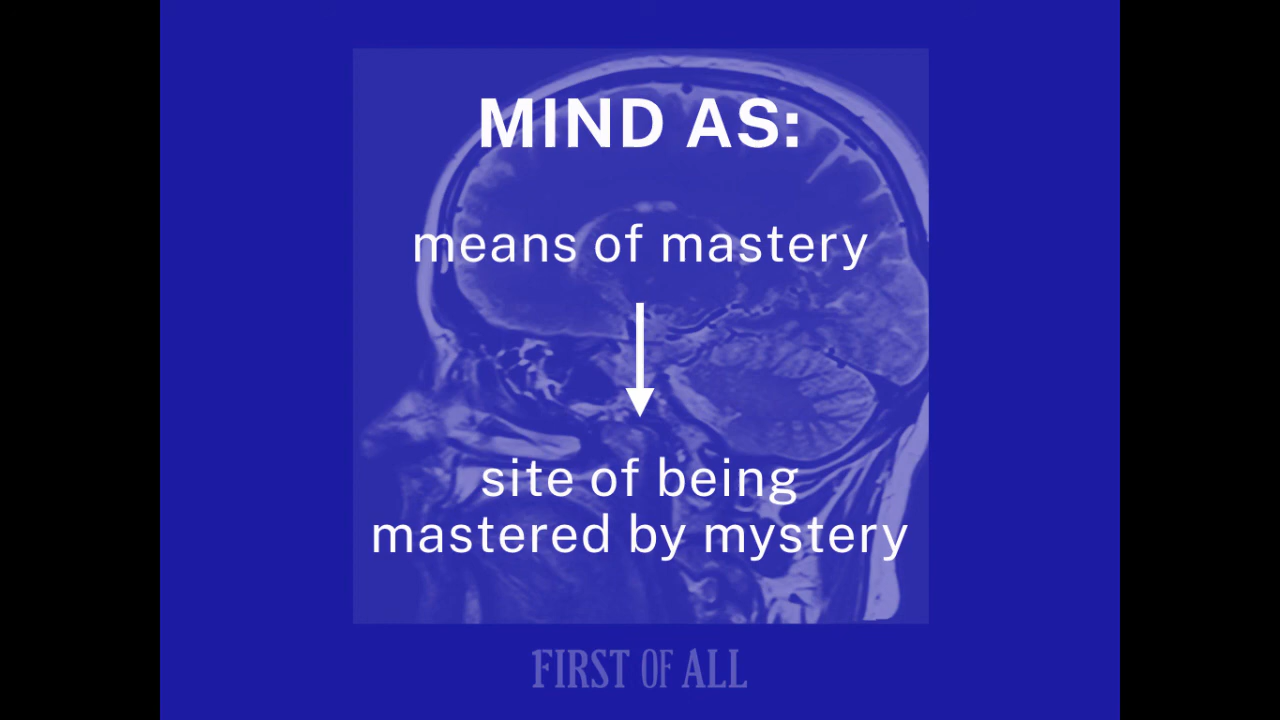 MIND AS:
means of mastery
site of being
mastered by mystery
FIRST OF ALL